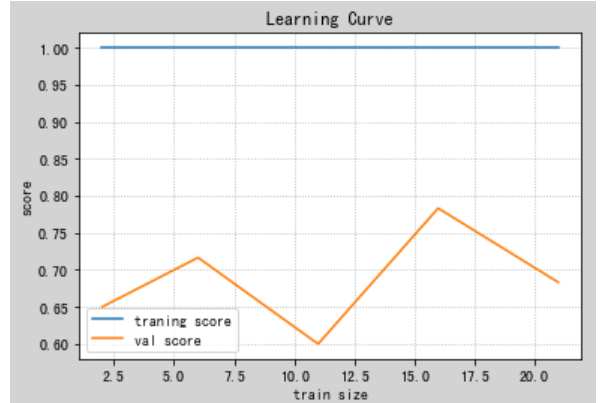 Learning Curve
1.00
0.95
0.90
0.85
0.80
0.75
0.70
0.65
0.60
score
traning score
val score
2.5 5.0 7.5 10.0 12.5 15.0 17.5 20.0
train size